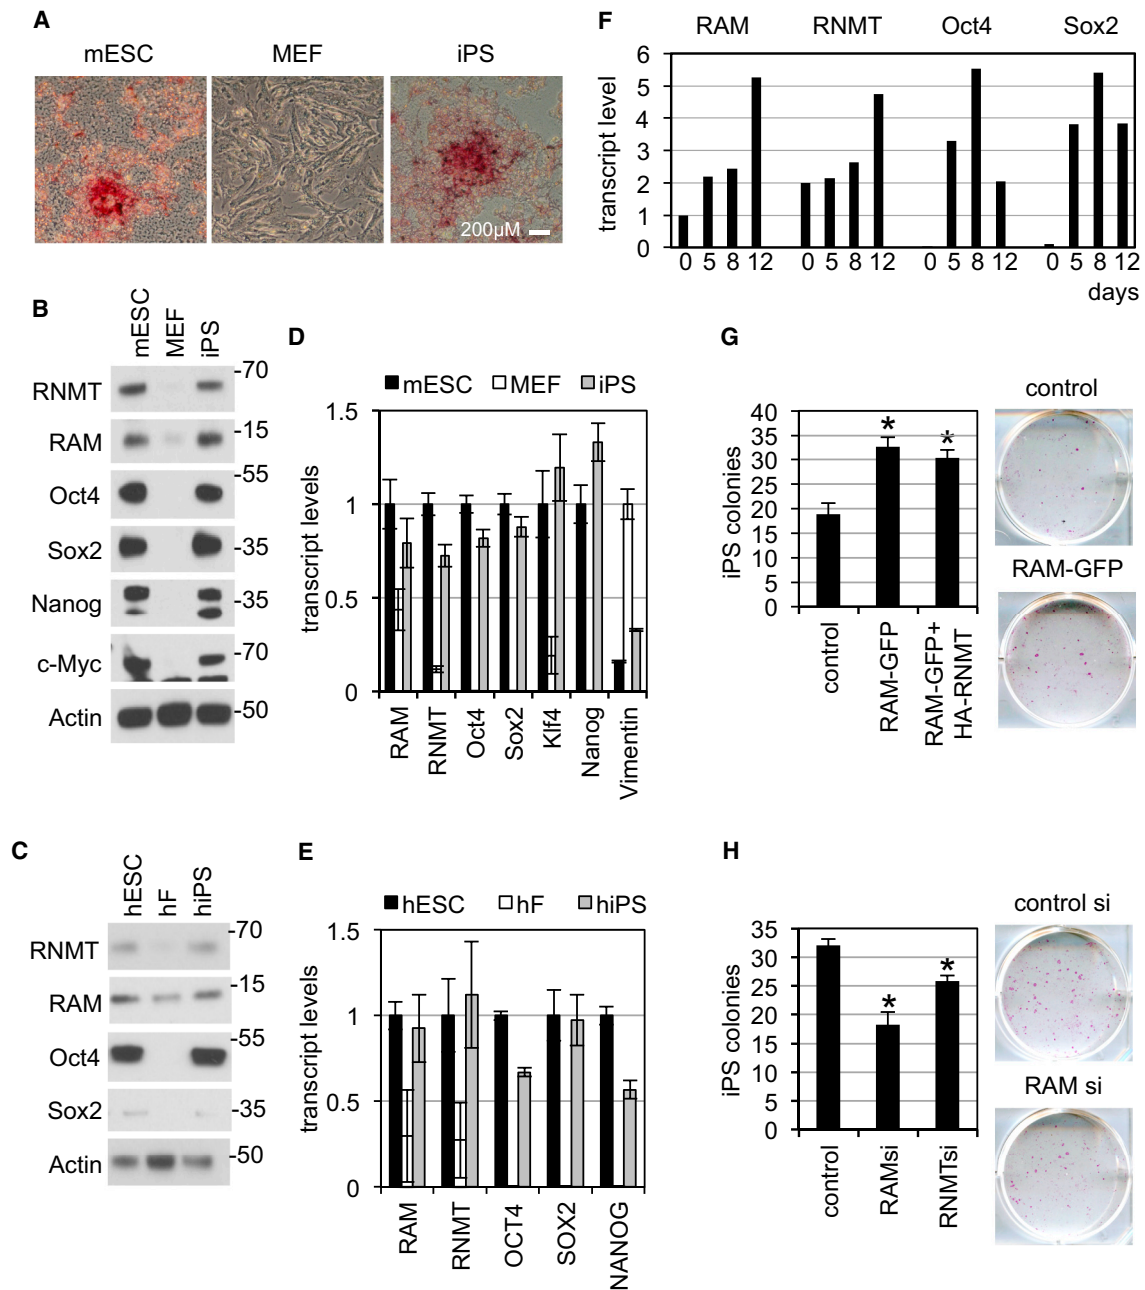 A
mESC MEF iPS
200µM
B
mESC
MEF
iPS
RNMT
-70
RAM
-15
Oct4
-55
Sox2
-35
Nanog
-35
c-Myc
-70
Actin
-50
C
hESC
hF
hiPS
RNMT
-70
RAM
-15
Oct4
-55
Sox2
-35
Actin
-50
D
mESC MEF iPS
transcript levels
1.5
1
0.5
0
RAM
RNMT
Oct4
Sox2
Klf4
Nanog
Vimentin
E
hESC hF hiPS
transcript levels
1.5
1
0.5
0
RAM
RNMT
OCT4
SOX2
NANOG
F
RAM RNMT Oct4 Sox2
transcript level
6
5
4
3
2
1
0
0 5 8 12 0 5 8 12 0 5 8 12 0 5 8 12
days
G
iPS colonies
40
35
30
25
20
15
10
5
0
* *
control
RAM-GFP
RAM-GFP+
HA-RNMT
control
RAM-GFP
H
iPS colonies
35
30
25
20
15
10
5
0
* *
control
RAMsi
RNMTsi
control si
RAM si